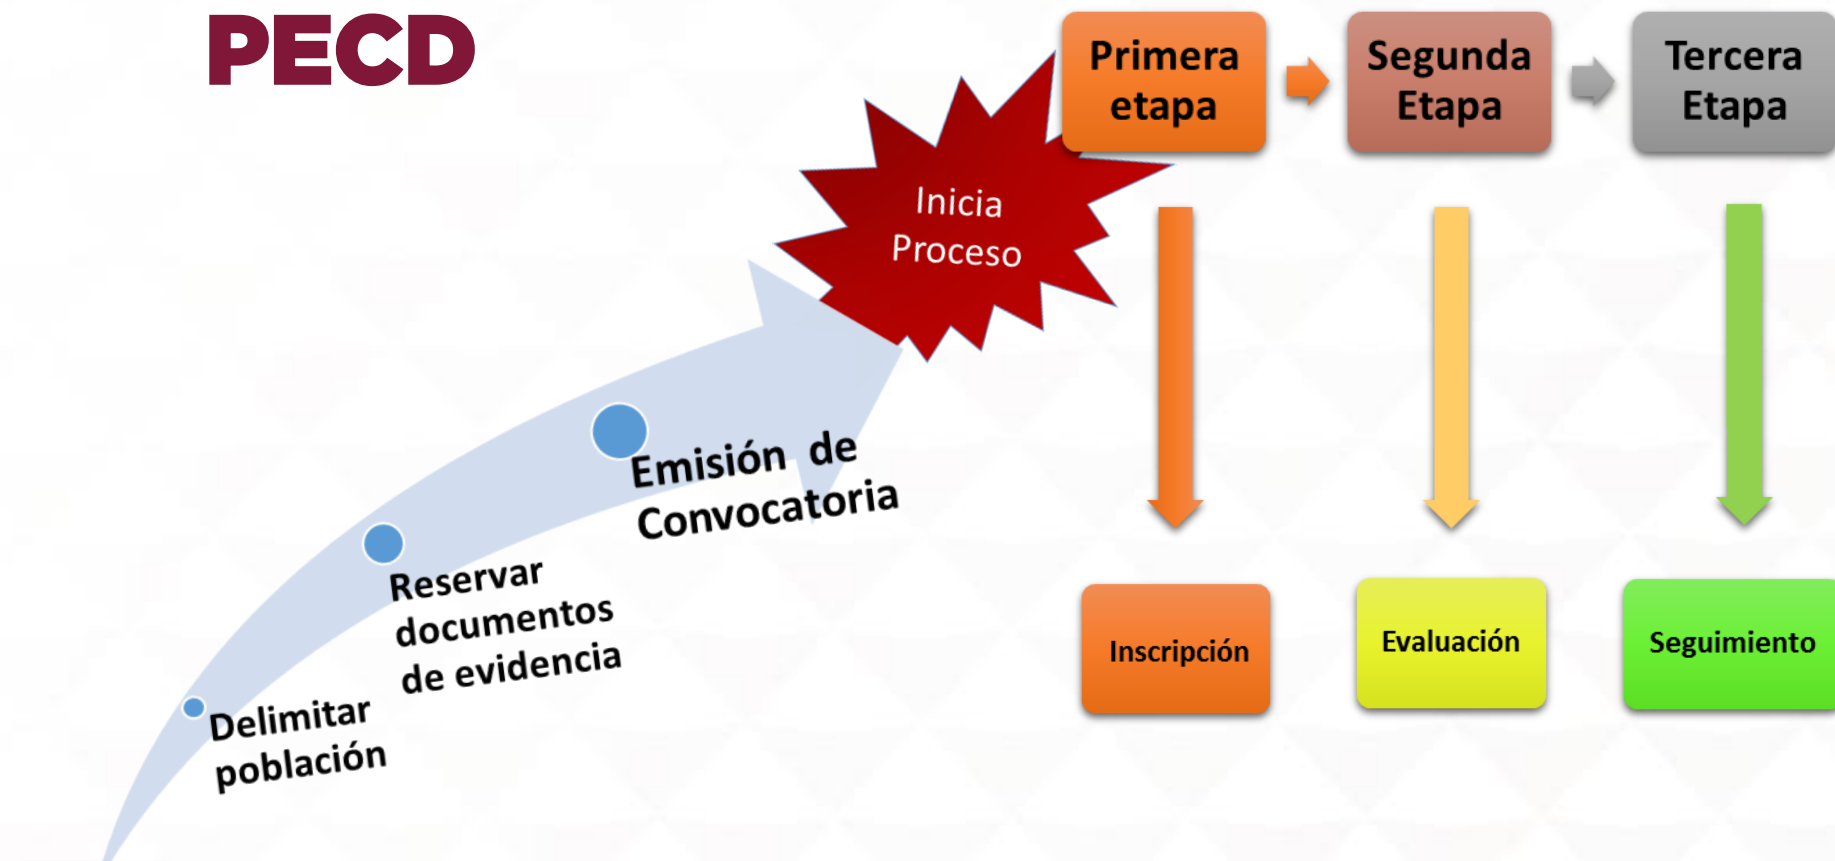 PECD
Delimitar
población
Reservar
documentos
de evidencia
Emisión de
Convocatoria
Inicia
Proceso
Primera
etapa
Segunda
Etapa
Tercera
Etapa
Inscripción
Evaluación
Seguimiento